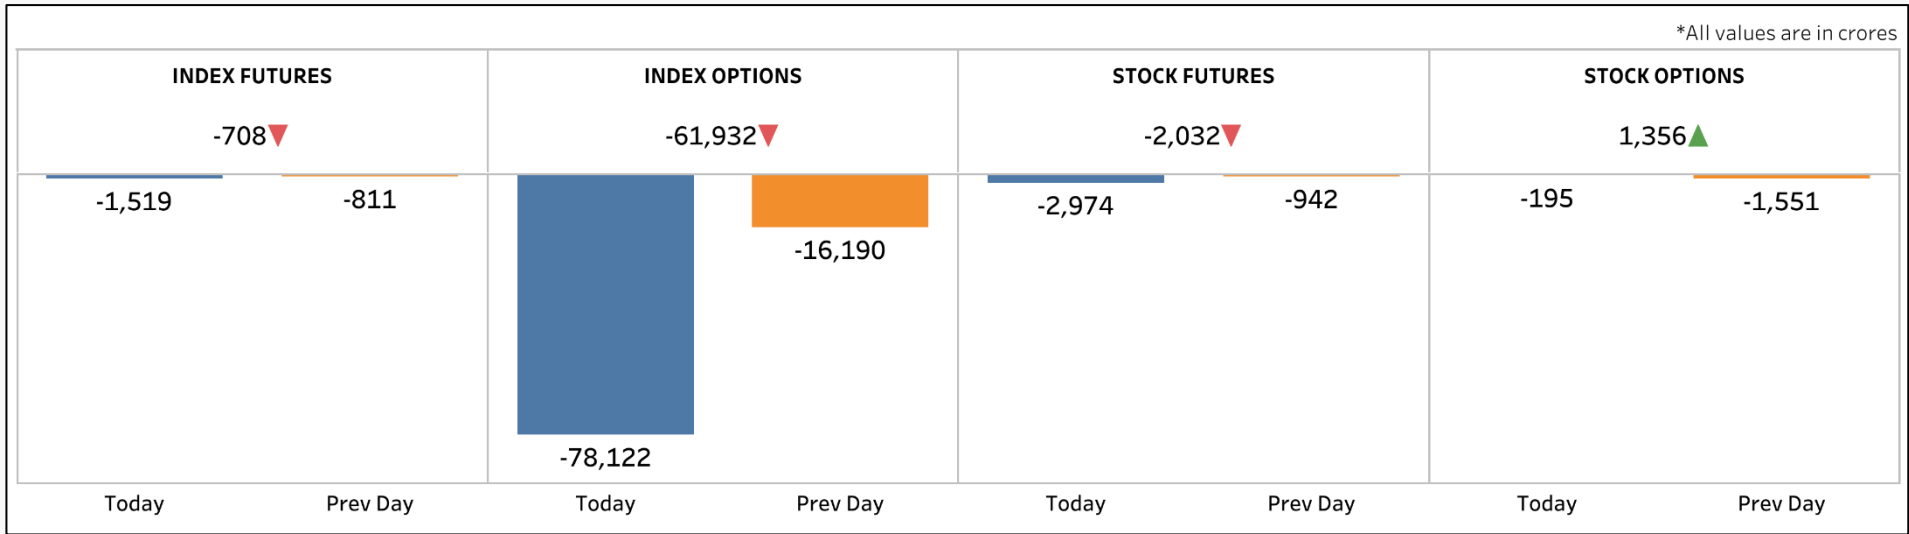 *All values are in crores
INDEX FUTURES
INDEX OPTIONS
STOCK FUTURES
STOCK OPTIONS
-708▼
-61,932▼
-2,032▼
1,356▲
-1,519
-811
-78,122
-16,190
-2,974
-942
-195
-1,551
Today
Prev Day
Today
Prev Day
Today
Prev Day
Today
Prev Day